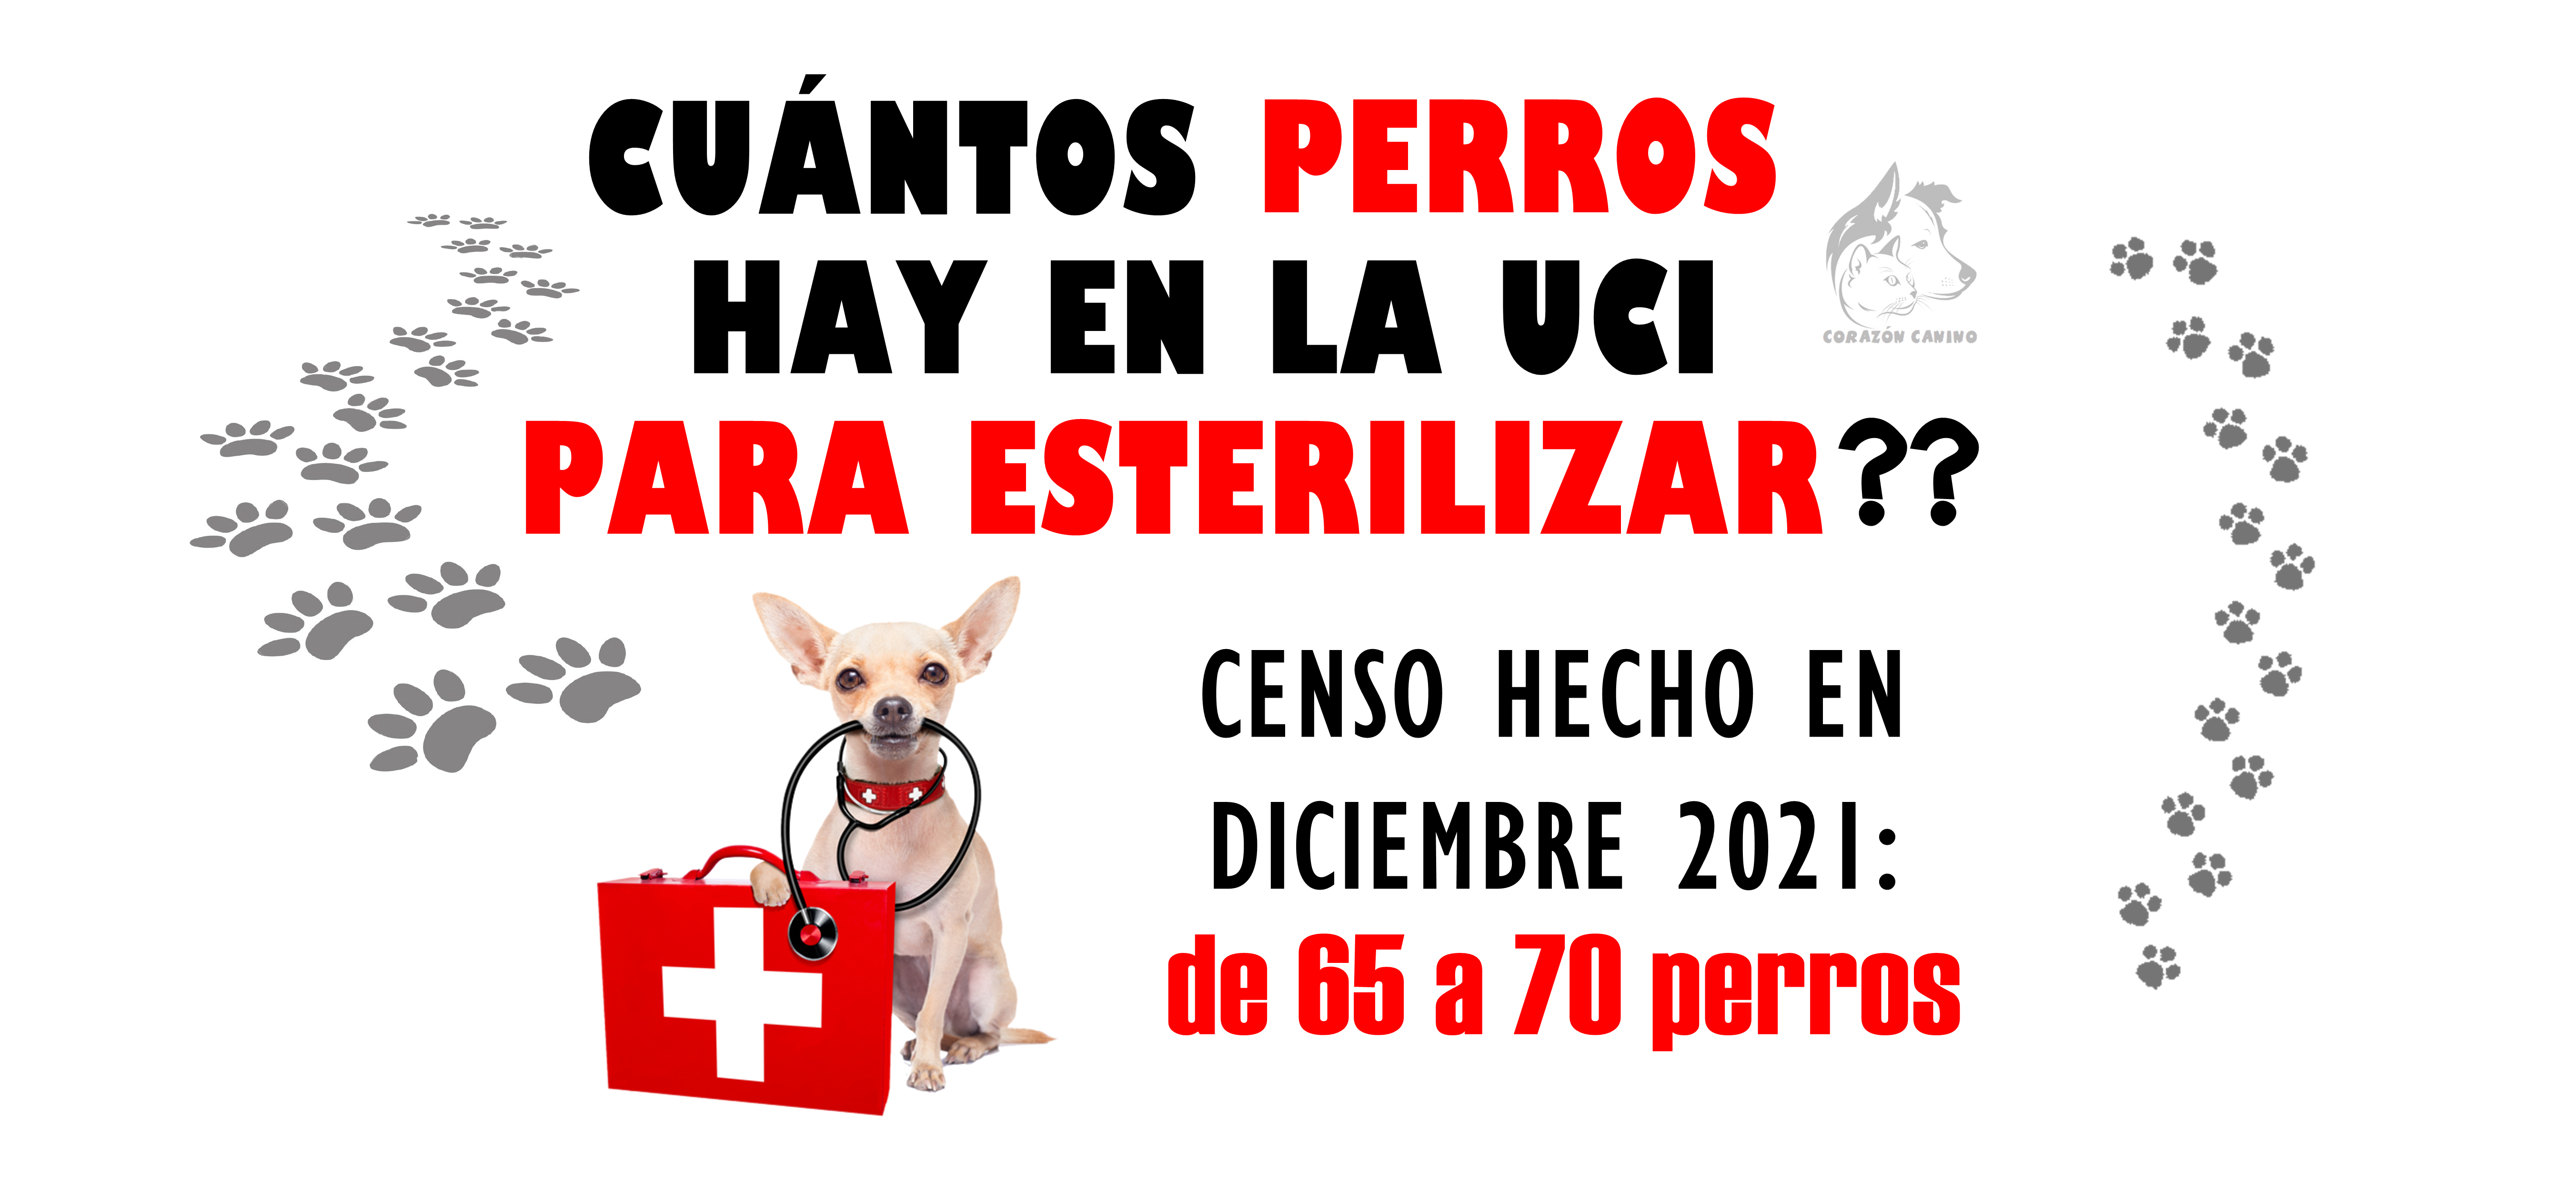 CUÁNTOS PERROS
HAY EN LA UCI
CORAZÓN CANINO
PARA ESTERILIZAR??
CENSO HECHO EN
DICIEMBRE 2021:
de 65 a 70 perros